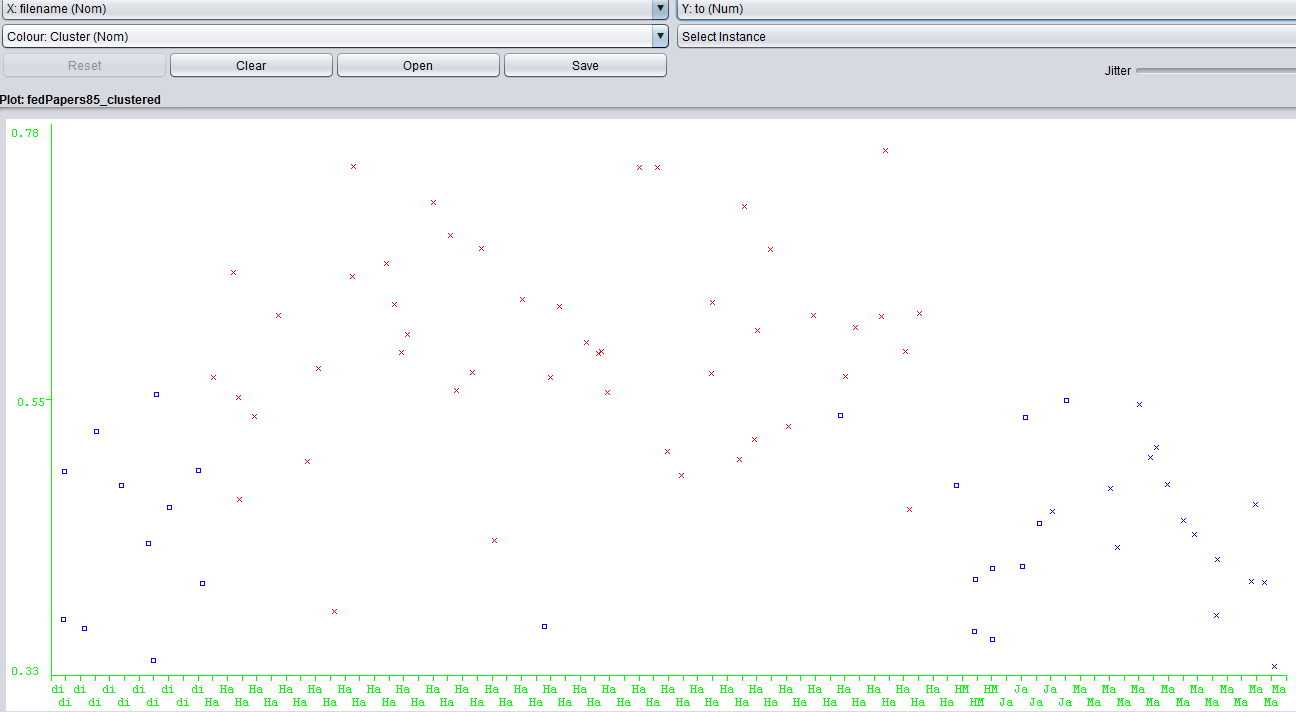 X: filename (Nom)
Y: to (Num)
Colour: Cluster (Nom)
Select Instance
Reset
Clear
Open
Save
Jitter
Plot: fedPapers85_clustered
0.78
0.55
0.33
di di di di di di Ha Ha Ha Ha Ha Ha Ha Ha Ha Ha Ha Ha Ha Ha Ha Ha Ha Ha Ha Ha Ha Ha Ha Ha Ha HM HM Ja Ja Ma Ma Ma Ma Ma Ma Ma Ma
di di di di di Ha Ha Ha Ha Ha Ha Ha Ha Ha Ha Ha Ha Ha Ha Ha Ha Ha Ha Ha Ha Ha Ha Ha Ha Ha Ha HM Ja Ja Ja Ma Ma Ma Ma Ma Ma Ma